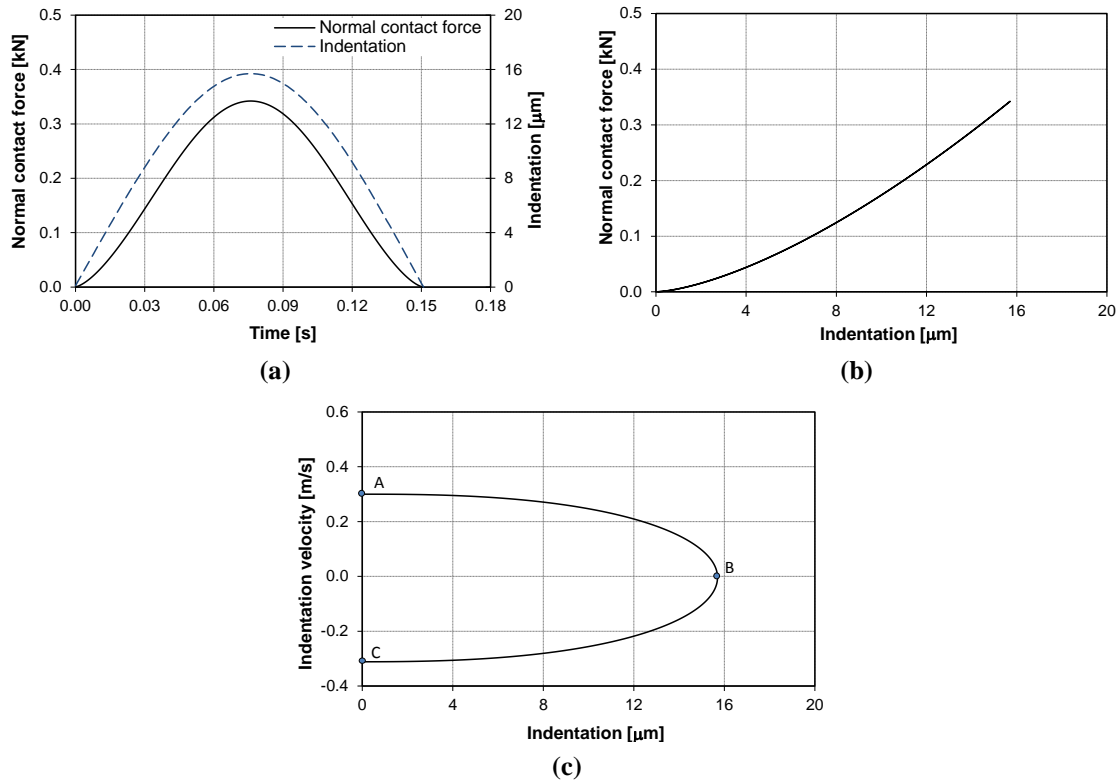 0.5
0.4
0.3
0.2
0.1
0.0
Normal contact force [kN]
Normal contact force
Indentation
20
16
12
8
4
0
Indentation [μm]
0.00 0.03 0.06 0.09 0.12 0.15 0.18
Time [s]
(a)
0.5
0.4
0.3
0.2
0.1
0.0
Normal contact force [kN]
0 4 8 12 16 20
Indentation [μm]
(b)
0.6
0.4
0.2
0.0
-0.2
-0.4
Indentation velocity [m/s]
A
B
C
0 4 8 12 16 20
Indentation [μm]
(c)